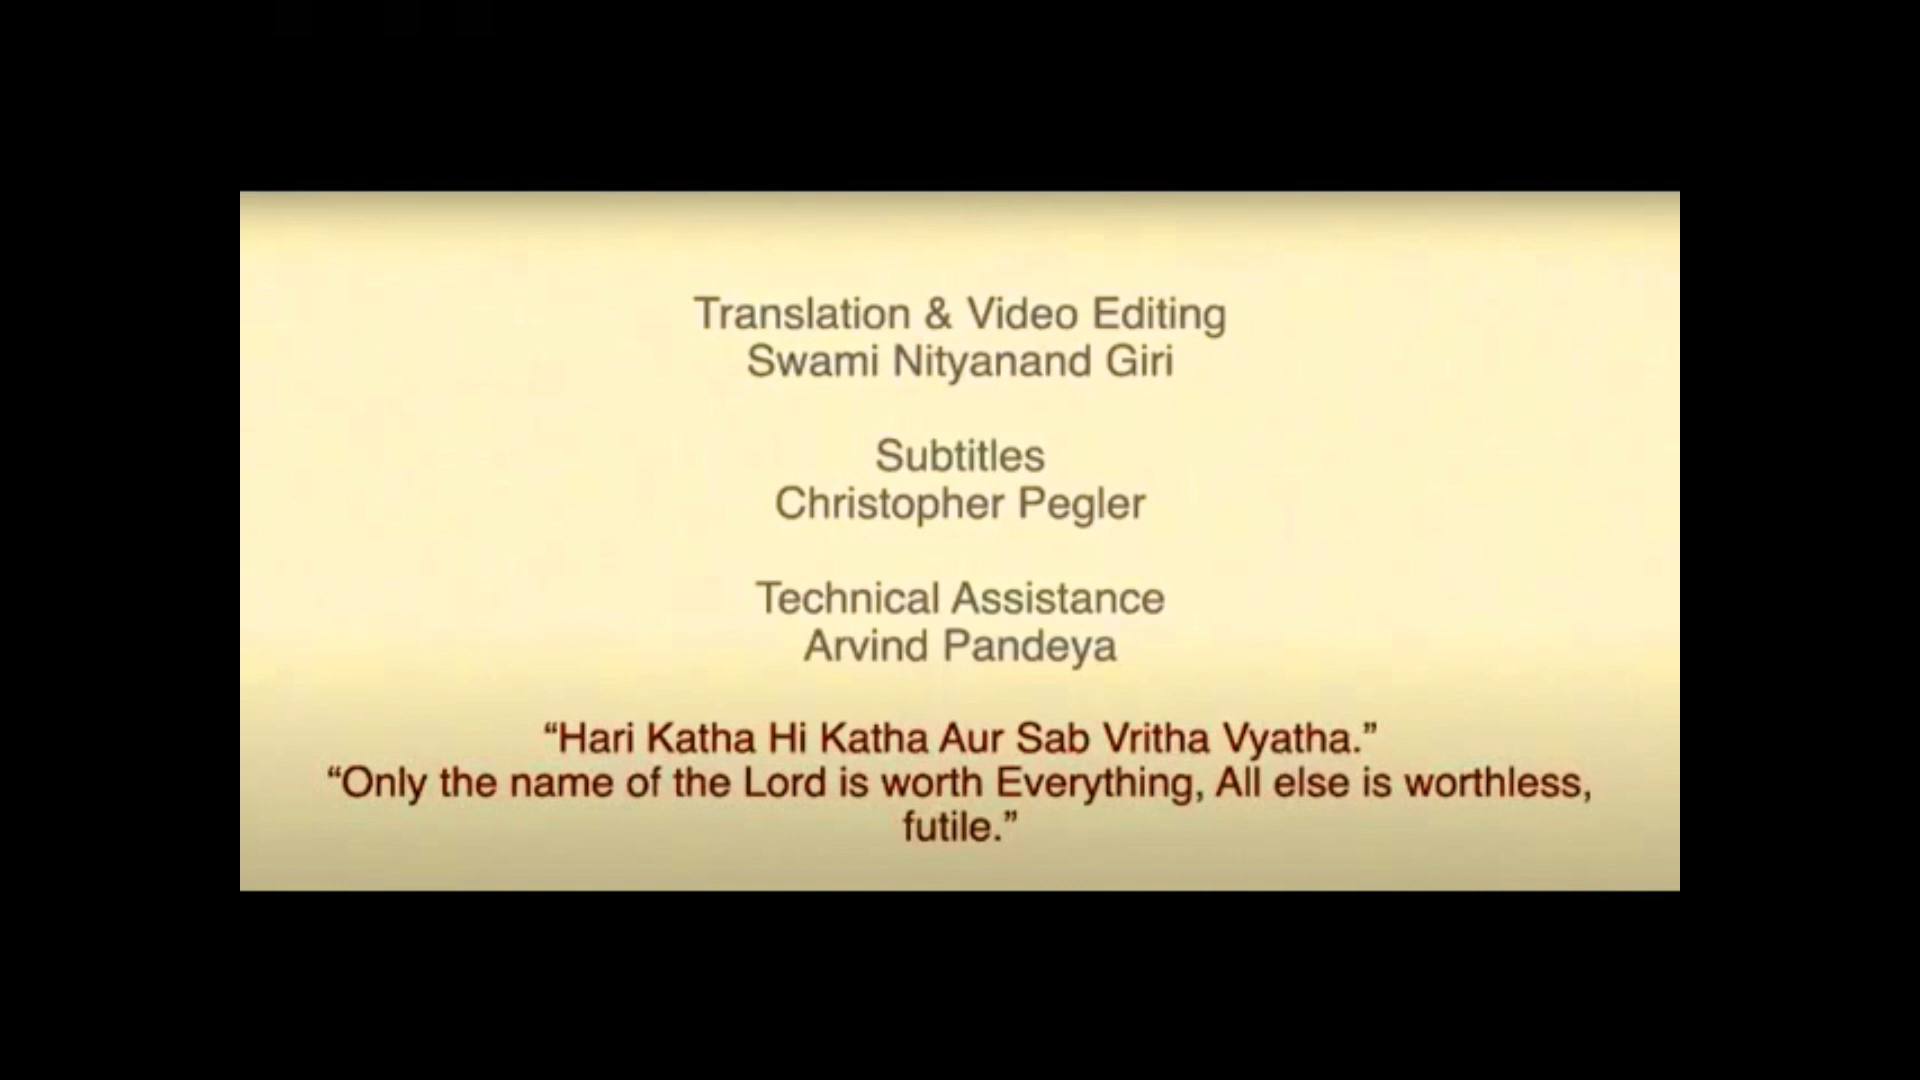 Translation & Video Editing
Swami Nityanand Giri
Subtitles
Christopher Pegler
Technical Assistance
Arvind Pandeya
“Hari Katha Hi Katha Aur Sab Vritha Vyatha.”
“Only the name of the Lord is worth Everything, All else is worthless,
futile.”